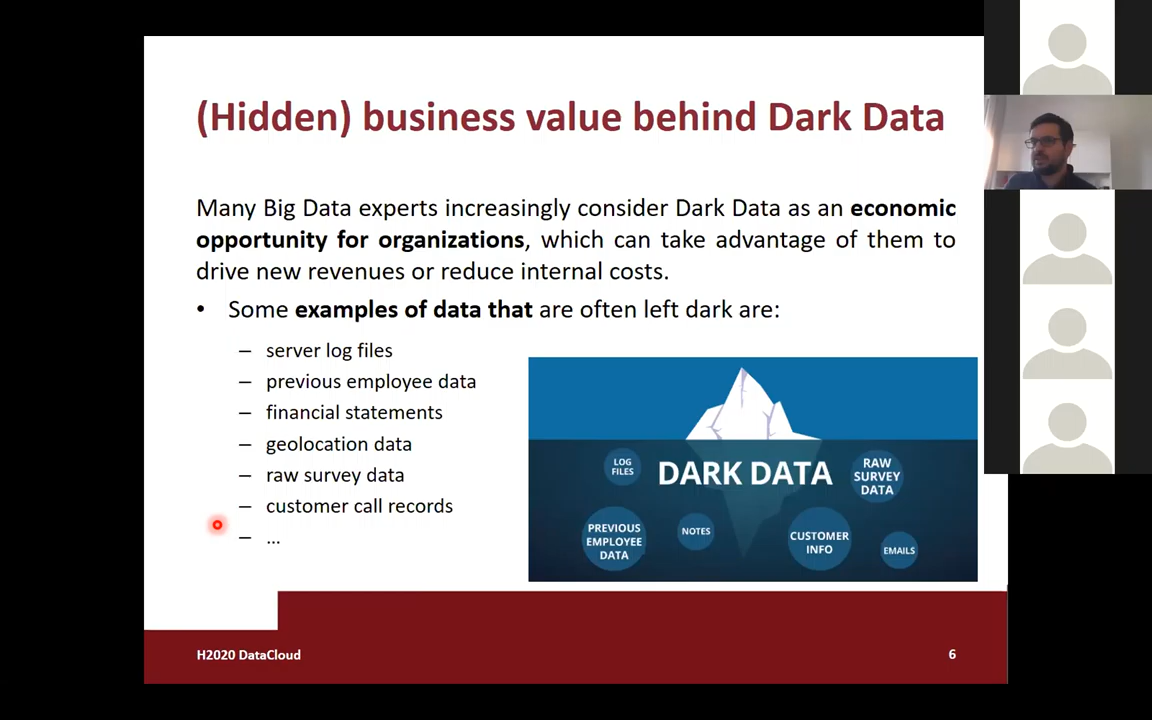 (Hidden) business value behind Dark Data
Many Big Data experts increasingly consider Dark Data as an economic
opportunity for organizations, which can take advantage of them to
drive new revenues or reduce internal costs.
• Some examples of data that are often left dark are:
– server log files
– previous employee data
– financial statements
– geolocation data
– raw survey data
– customer call records
– ...
LOG
FILES
DARK DATA
RAW
SURVEY
DATA
PREVIOUS
EMPLOYEE
DATA
NOTES
CUSTOMER
INFO
EMAILS
H2020 DataCloud
6